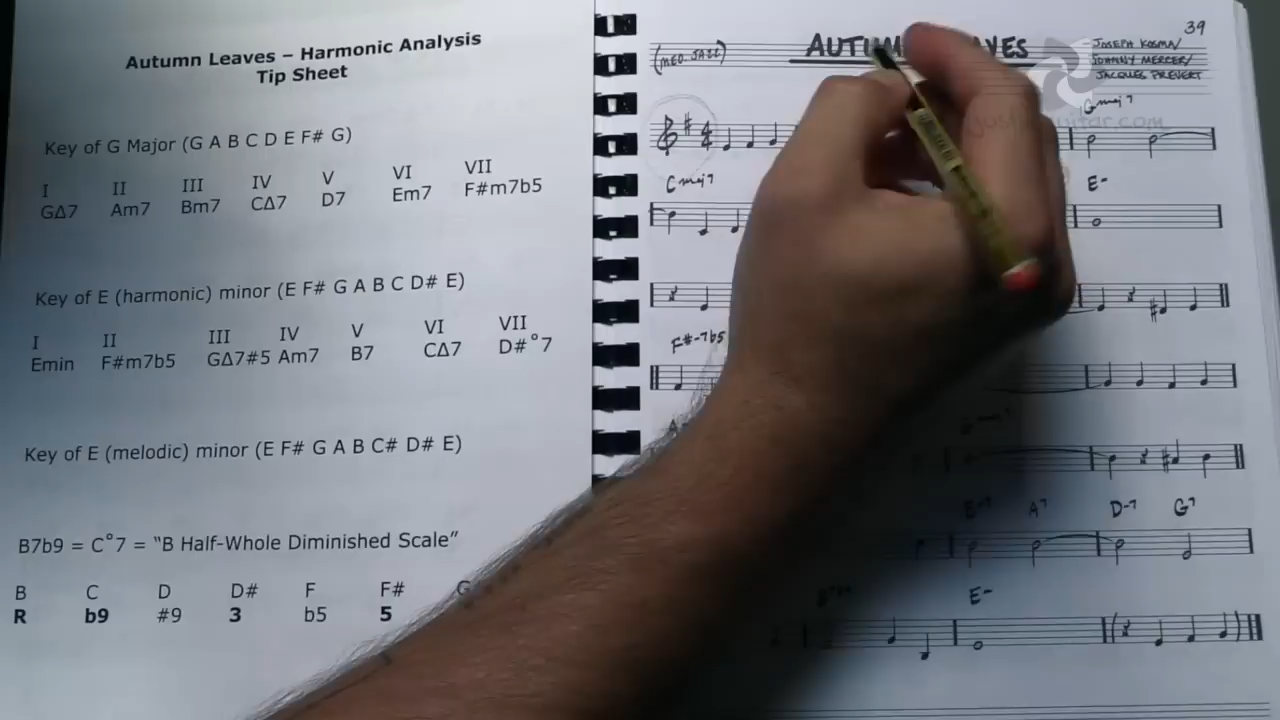 Autumn Leaves – Harmonic Analysis
Tip Sheet
Key of G Major (G A B C D E F# G)
I II III IV V VI VII
GΔ7 Am7 Bm7 CΔ7 D7 Em7 F#m7b5
Key of E (harmonic) minor (E F# G A B C D# E)
I II III IV V VI VII
Emin F#m7b5 GΔ7#5 Am7 B7 CΔ7 D#°7
Key of E (melodic) minor (E F# G A B C# D# E)
B7b9 = C°7 = “B Half-Whole Diminished Scale”
B C D D# F F# G
R b9 #9 3 b5 5
39
(MED. JAZZ)
JOSEPH KOSMA/
JOHNNY MERCER/
JACQUES PREVERT
Gmaj7
4
Cmaj7 E-
F#-7b5
E-7 A7 D-7 G7
E-